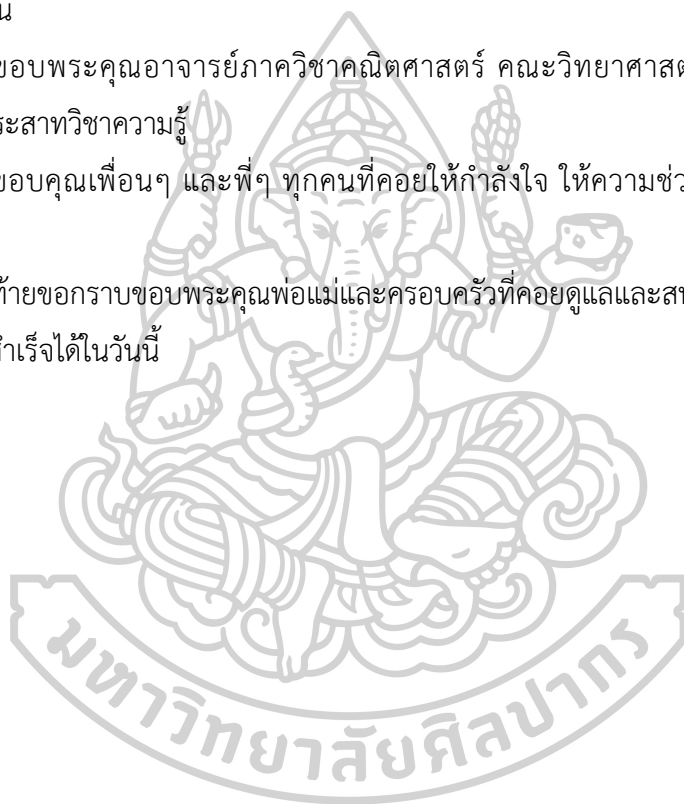 น
ขอบพระคุณอาจารย์ภาควิชาคณิตศาสตร์ คณะวิทยาศาสต
ระสาทวิชาความรู้
ขอบคุณเพื่อนๆ และพี่ๆ ทุกคนที่คอยให้กำลังใจ ให้ความช่ว
ท้ายขอกราบขอบพระคุณพ่อแม่และครอบครัวที่คอยดูแลและส
สำเร็จได้ในวันนี้
มหาวิทยาลัยศิลปากร